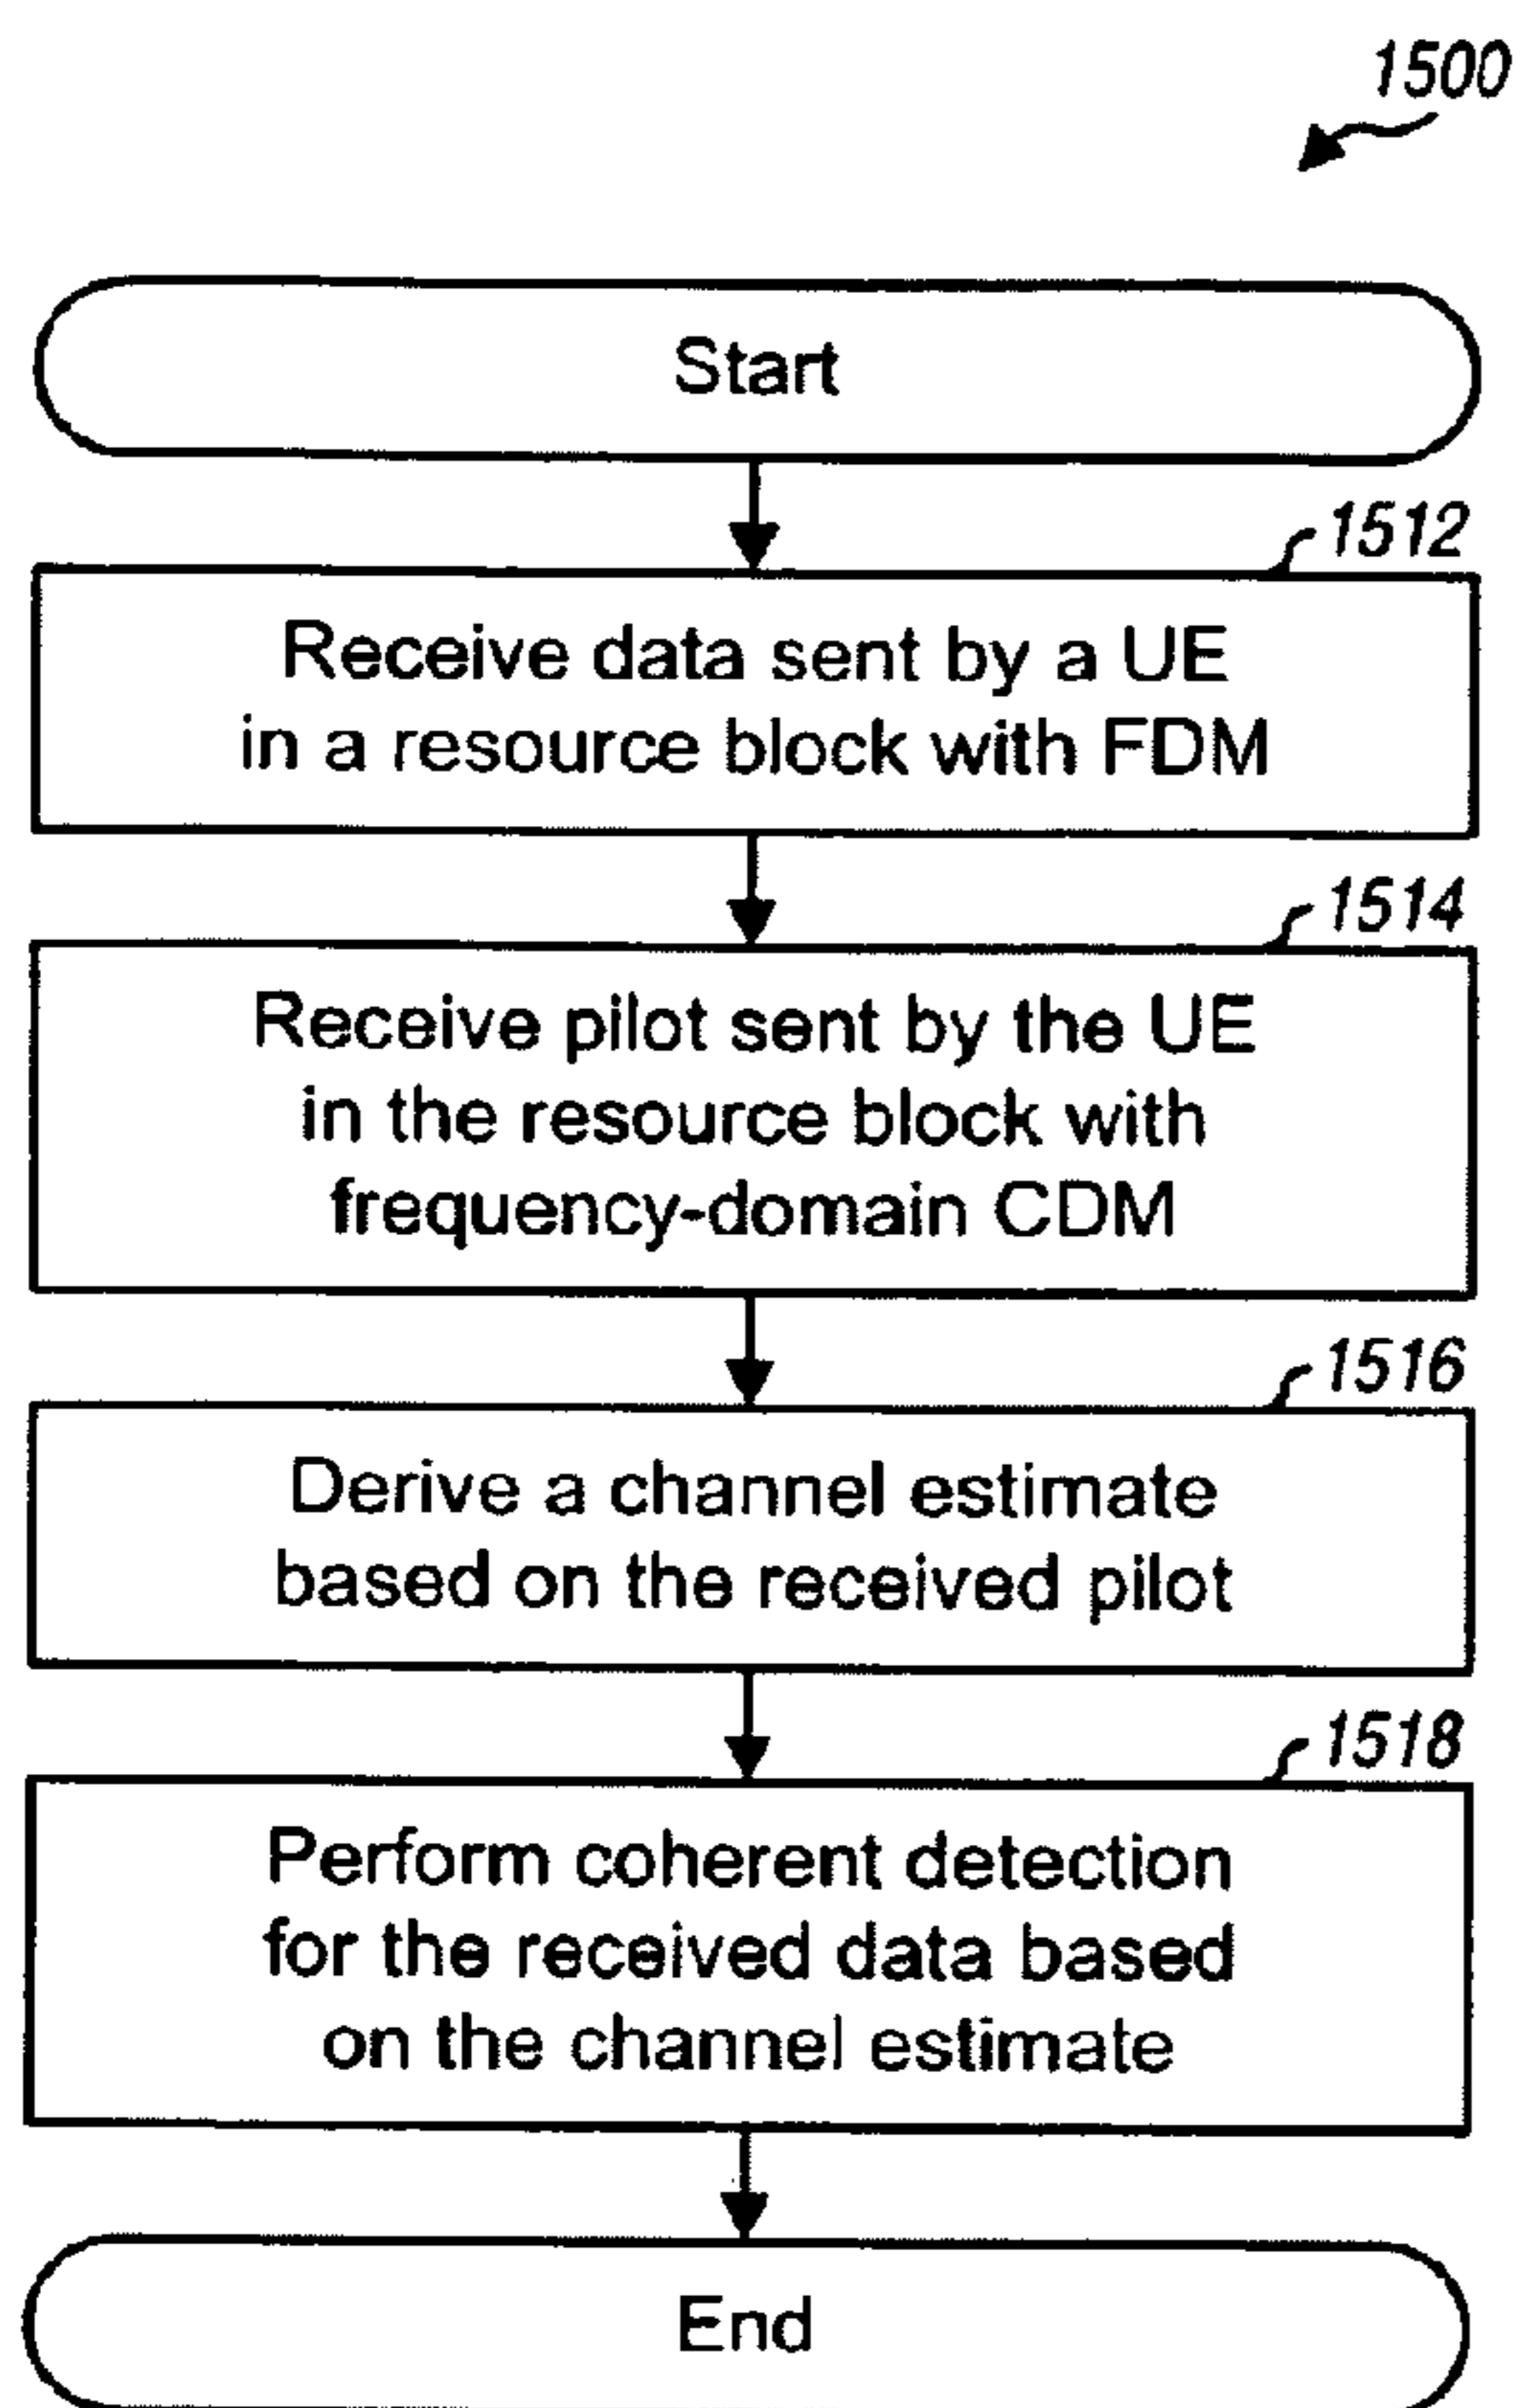 1500
Start
1512
Receive data sent by a UE
in a resource block with FDM
1514
Receive pilot sent by the UE
in the resource block with
frequency-domain CDM
1516
Derive a channel estimate
based on the received pilot
1518
Perform coherent detection
for the received data based
on the channel estimate
End